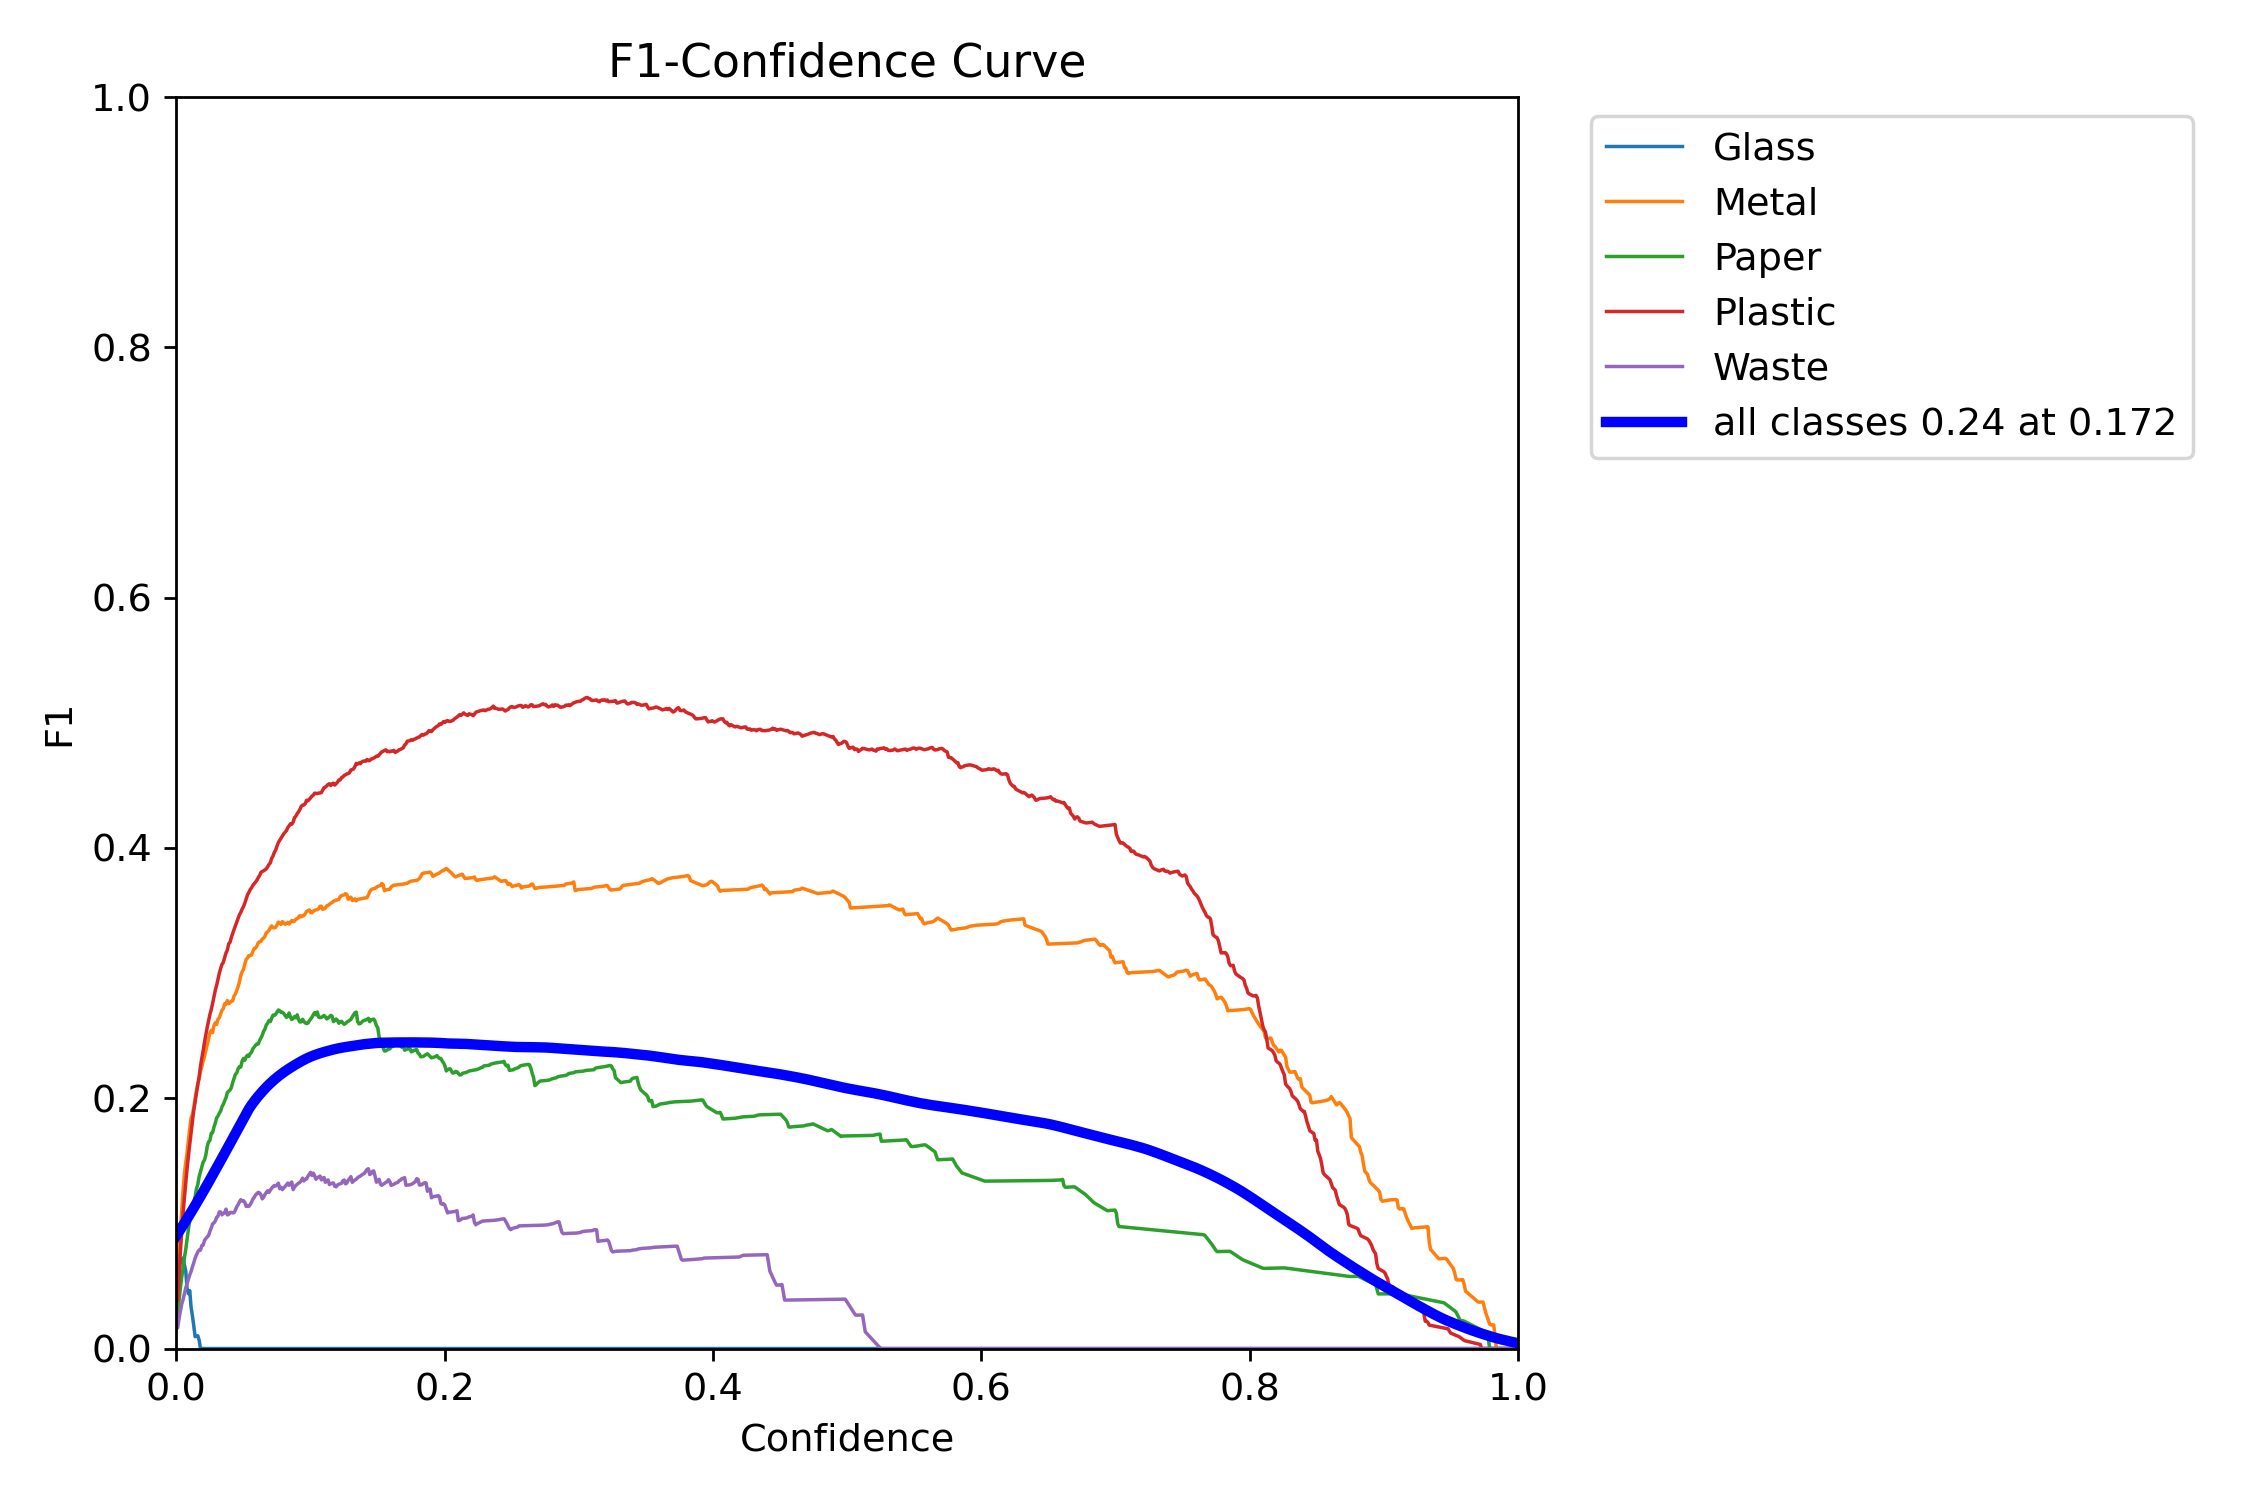 F1-Confidence Curve
1.0
0.8
0.6
0.4
0.2
0.0
F1
0.0 0.2 0.4 0.6 0.8 1.0
Confidence
Glass
Metal
Paper
Plastic
Waste
all classes 0.24 at 0.172